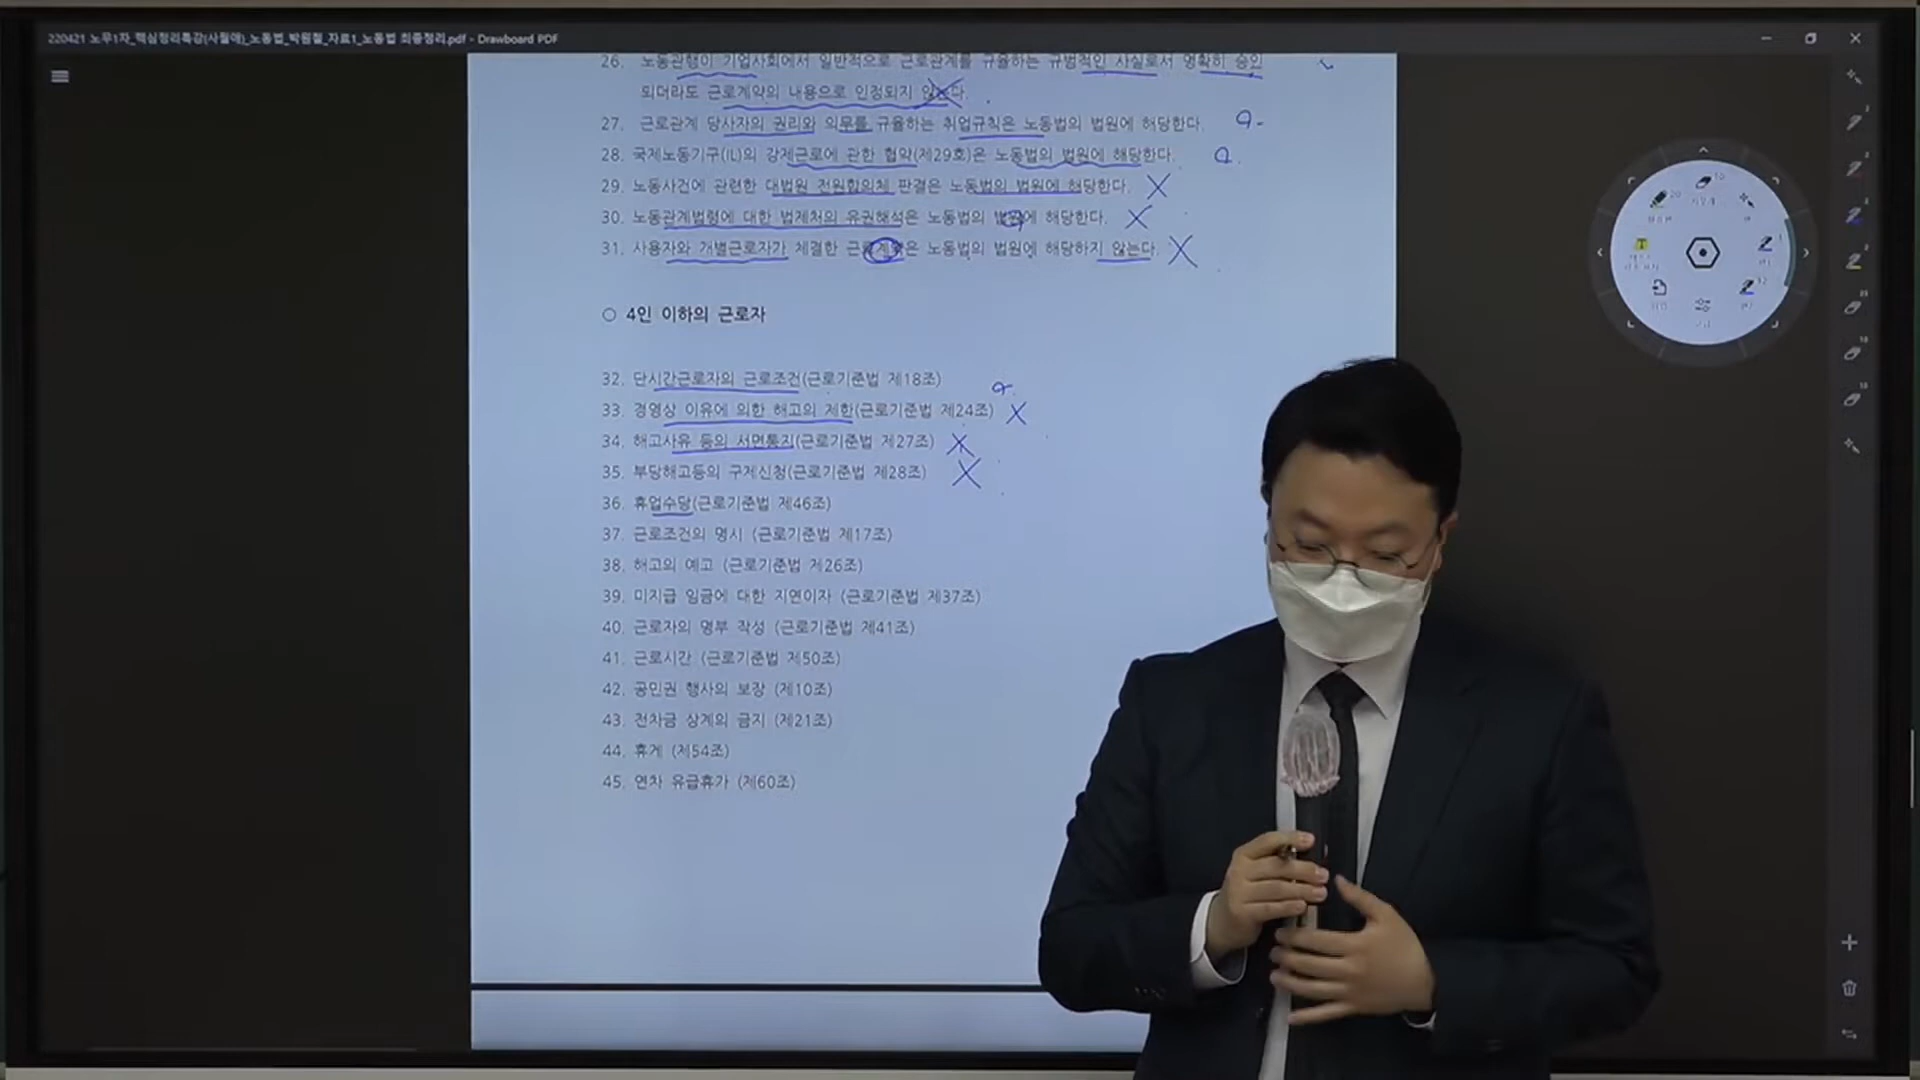 220421 노무1차_핵심정리특강(사월애)_노동법_박원철_자료1_노동법 최종정리.pdf - Drawboard PDF
26. 노동관행이 기업사회에서 일반적으로 근로관계를 규율하는 규범적인 사실로서 명확히 승인
되더라도 근로계약의 내용으로 인정되지 않는다.
27. 근로관계 당사자의 권리와 의무를 규율하는 취업규칙은 노동법의 법원에 해당한다.
28. 국제노동기구(IL)의 강제근로에 관한 협약(제29호)은 노동법의 법원에 해당한다.
29. 노동사건에 관련한 대법원 전원합의체 판결은 노동법의 법원에 해당한다. X
30. 노동관계법령에 대한 법제처의 유권해석은 노동법의 법원에 해당한다. X
31. 사용자와 개별근로자가 체결한 근로계약은 노동법의 법원에 해당하지 않는다. X
○ 4인 이하의 근로자
32. 단시간근로자의 근로조건(근로기준법 제18조)
33. 경영상 이유에 의한 해고의 제한(근로기준법 제24조) X
34. 해고사유 등의 서면통지(근로기준법 제27조) X
35. 부당해고등의 구제신청(근로기준법 제28조) X
36. 휴업수당(근로기준법 제46조)
37. 근로조건의 명시 (근로기준법 제17조)
38. 해고의 예고 (근로기준법 제26조)
39. 미지급 임금에 대한 지연이자 (근로기준법 제37조)
40. 근로자의 명부 작성 (근로기준법 제41조)
41. 근로시간 (근로기준법 제50조)
42. 공민권 행사의 보장 (제10조)
43. 전차금 상계의 금지 (제21조)
44. 휴게 (제54조)
45. 연차 유급휴가 (제60조)